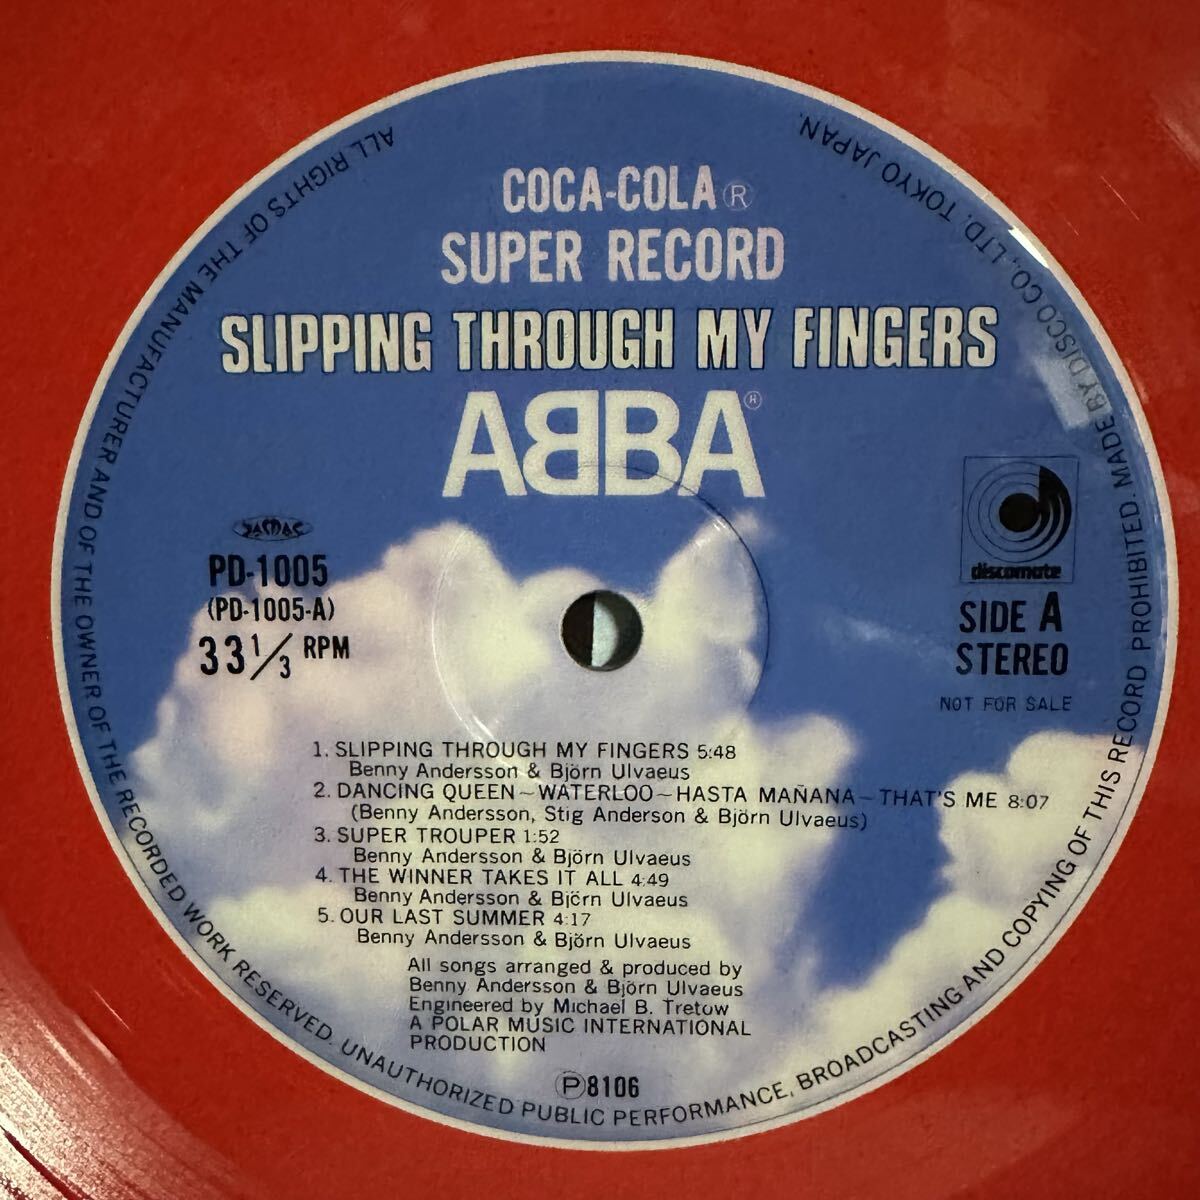 COCA-COLA®
SUPER RECORD
SLIPPING THROUGH MY FINGERS
ABBA®
JASRAC
PD-1005
(PD-1005-A)
33 1/3 RPM
discomate
SIDE A
STEREO
NOT FOR SALE
1. SLIPPING THROUGH MY FINGERS 5:48
Benny Andersson & Björn Ulvaeus
2. DANCING QUEEN~WATERLOO~HASTA MAÑANA~THAT'S ME 8:07
(Benny Andersson, Stig Anderson & Björn Ulvaeus)
3. SUPER TROUPER 1:52
Benny Andersson & Björn Ulvaeus
4. THE WINNER TAKES IT ALL 4:49
Benny Andersson & Björn Ulvaeus
5. OUR LAST SUMMER 4:17
Benny Andersson & Björn Ulvaeus
All songs arranged & produced by
Benny Andersson & Björn Ulvaeus
Engineered by Michael B. Tretow
A POLAR MUSIC INTERNATIONAL
PRODUCTION
Ⓟ8106
ALL RIGHTS OF THE MANUFACTURER AND OF THE OWNER OF THE RECORDED WORK RESERVED. UNAUTHORIZED PUBLIC PERFORMANCE, BROADCASTING AND COPYING OF THIS RECORD PROHIBITED. MADE BY DISCO CO., LTD. TOKYO JAPAN.